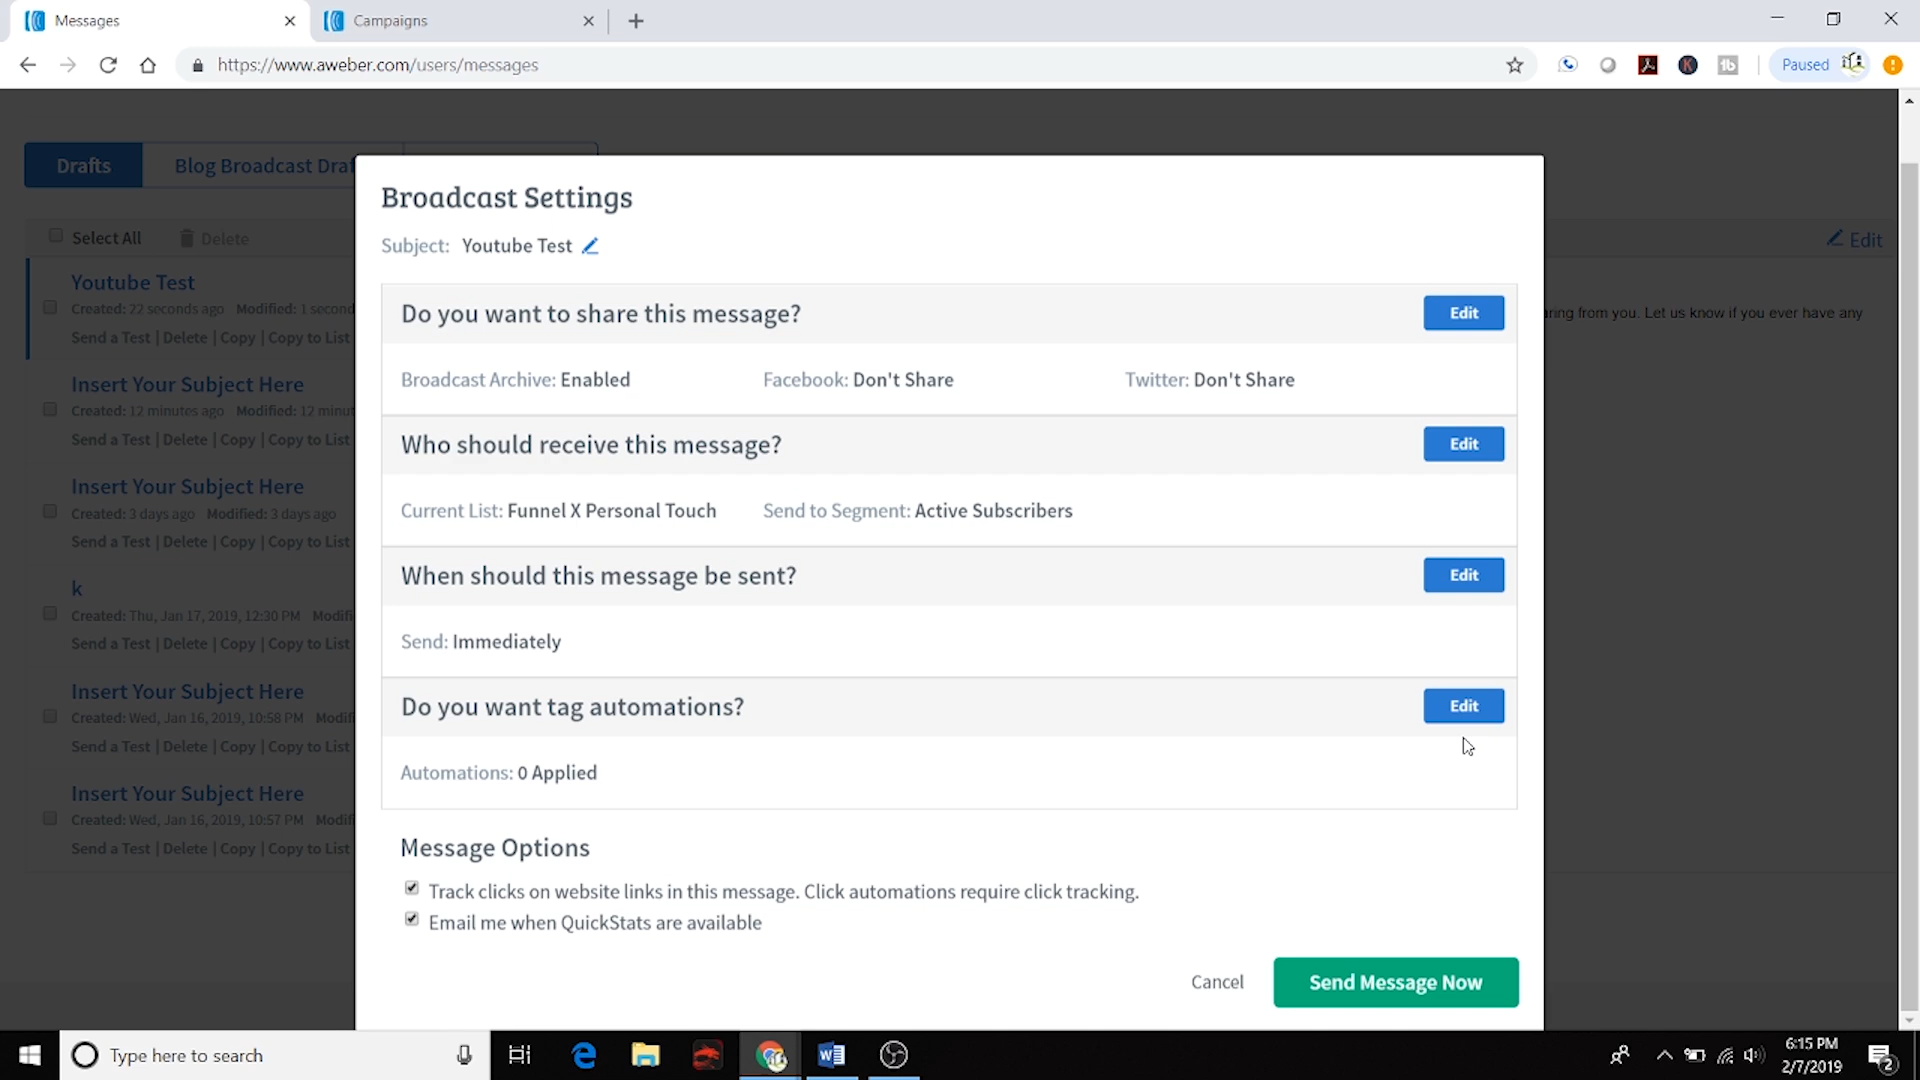 Messages
Campaigns
https://www.aweber.com/users/messages
Paused
Drafts
Blog Broadcast Draf
Select All
Delete
Edit
Youtube Test
Created: 22 seconds ago Modified: 1 second
Send a Test | Delete | Copy | Copy to List
Insert Your Subject Here
Created: 12 minutes ago Modified: 12 minut
Send a Test | Delete | Copy | Copy to List
Insert Your Subject Here
Created: 3 days ago Modified: 3 days ago
Send a Test | Delete | Copy | Copy to List
k
Created: Thu, Jan 17, 2019, 12:30 PM Modifi
Send a Test | Delete | Copy | Copy to List
Insert Your Subject Here
Created: Wed, Jan 16, 2019, 10:58 PM Modifi
Send a Test | Delete | Copy | Copy to List
Insert Your Subject Here
Created: Wed, Jan 16, 2019, 10:57 PM Modifi
Send a Test | Delete | Copy | Copy to List
aring from you. Let us know if you ever have any
Broadcast Settings
Subject: Youtube Test
Do you want to share this message?
Edit
Broadcast Archive: Enabled Facebook: Don't Share Twitter: Don't Share
Who should receive this message?
Edit
Current List: Funnel X Personal Touch Send to Segment: Active Subscribers
When should this message be sent?
Edit
Send: Immediately
Do you want tag automations?
Edit
Automations: 0 Applied
Message Options
Track clicks on website links in this message. Click automations require click tracking.
Email me when QuickStats are available
Cancel
Send Message Now
Type here to search
6:15 PM
2/7/2019
2